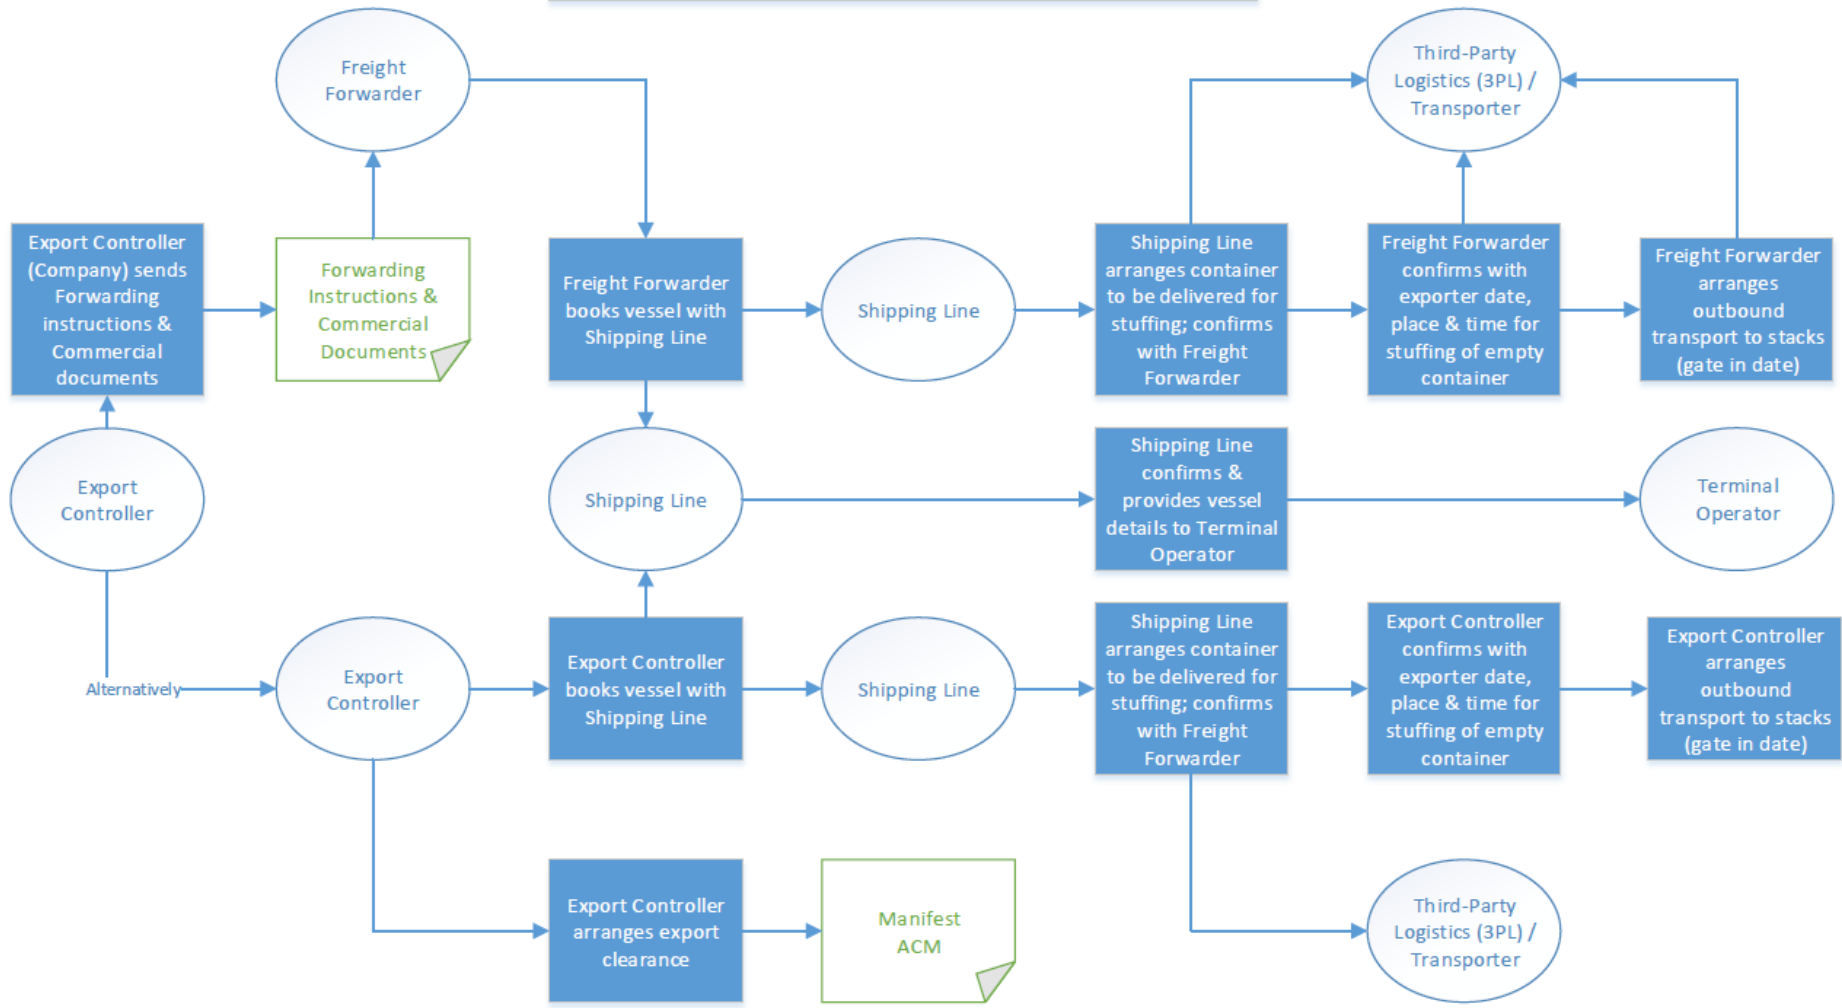 Freight
Forwarder
Third-Party
Logistics (3PL) /
Transporter
Export Controller
(Company) sends
Forwarding
instructions &
Commercial
documents
Forwarding
Instructions &
Commercial
Documents
Freight Forwarder
books vessel with
Shipping Line
Shipping Line
Shipping Line
arranges container
to be delivered for
stuffing; confirms
with Freight
Forwarder
Freight Forwarder
confirms with
exporter date,
place & time for
stuffing of empty
container
Freight Forwarder
arranges
outbound
transport to stacks
(gate in date)
Export
Controller
Shipping Line
Shipping Line
confirms &
provides vessel
details to Terminal
Operator
Terminal
Operator
Alternatively
Export
Controller
Export Controller
books vessel with
Shipping Line
Shipping Line
Shipping Line
arranges container
to be delivered for
stuffing; confirms
with Freight
Forwarder
Export Controller
confirms with
exporter date,
place & time for
stuffing of empty
container
Export Controller
arranges
outbound
transport to stacks
(gate in date)
Export Controller
arranges export
clearance
Manifest
ACM
Third-Party
Logistics (3PL) /
Transporter